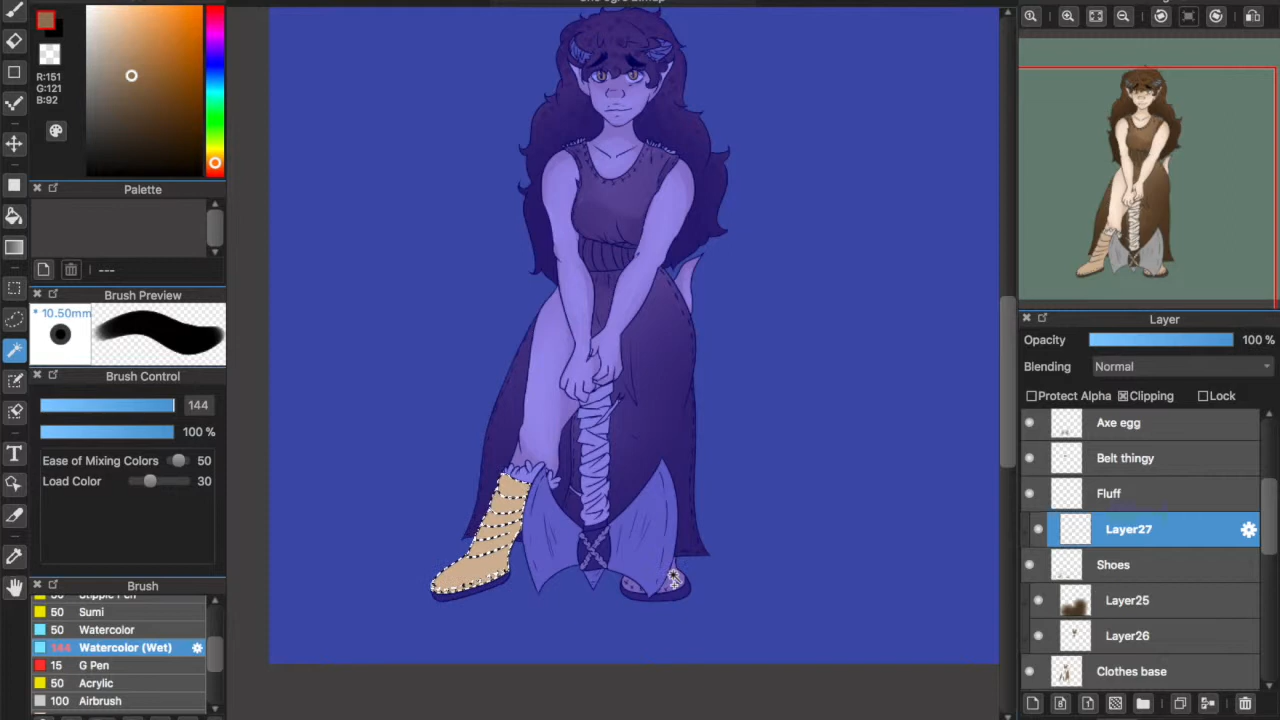 R:151
G:121
B:92
Palette
---
Brush Preview
* 10.50mm
Brush Control
144
100 %
Ease of Mixing Colors 50
Load Color 30
Brush
50 Sumi
50 Watercolor
144 Watercolor (Wet)
15 G Pen
50 Acrylic
100 Airbrush
Layer
Opacity 100 %
Blending Normal
Protect Alpha Clipping Lock
Axe egg
Belt thingy
Fluff
Layer27
Shoes
Layer25
Layer26
Clothes base